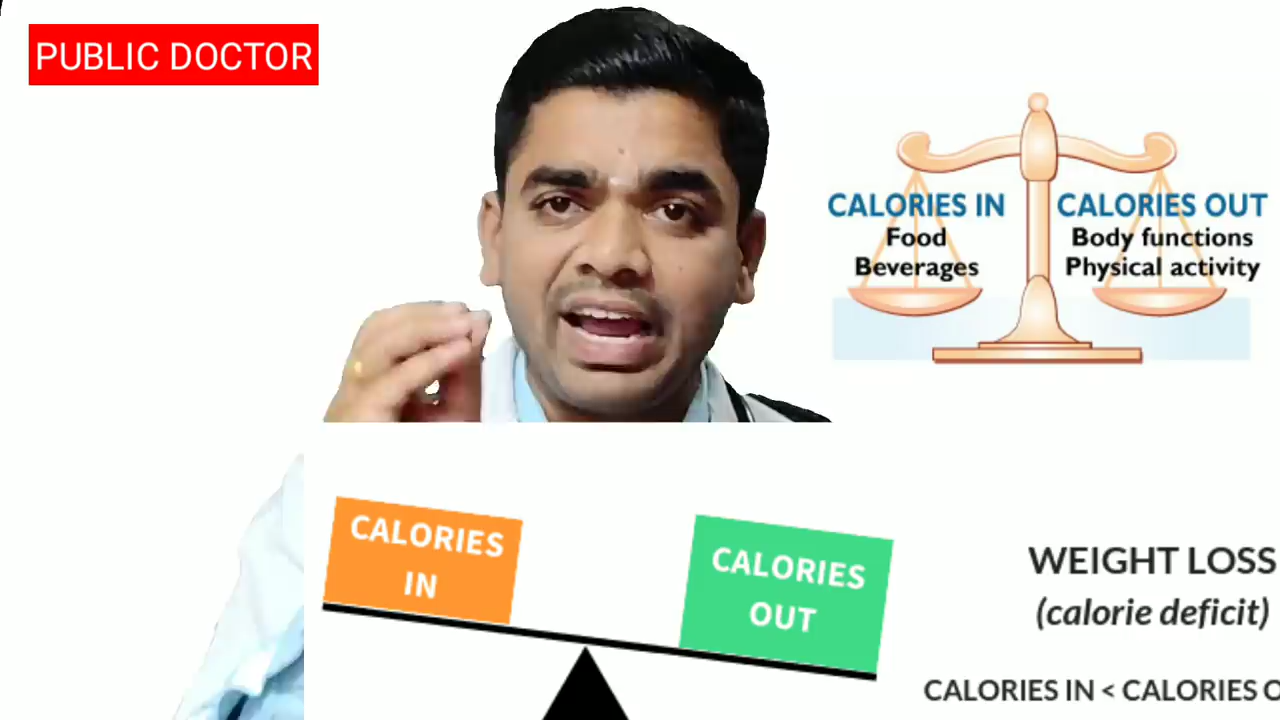 PUBLIC DOCTOR
CALORIES IN
Food
Beverages
CALORIES OUT
Body functions
Physical activity
CALORIES
IN
CALORIES
OUT
WEIGHT LOSS
(calorie deficit)
CALORIES IN < CALORIES O